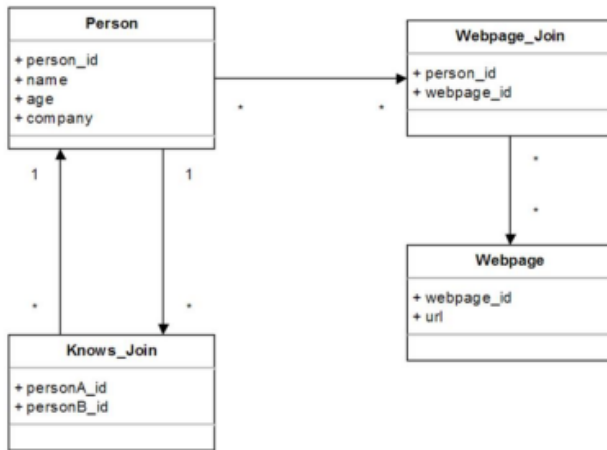 Person
+ person_id
+ name
+ age
+ company
Webpage_Join
+ person_id
+ webpage_id
* *
1 1
*
*
Webpage
+ webpage_id
+ url
* *
Knows_Join
+ personA_id
+ personB_id